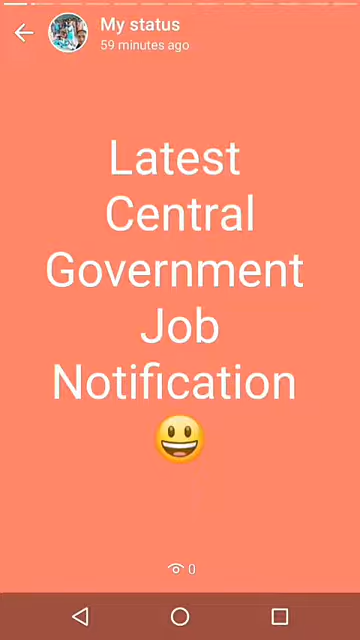 My status
59 minutes ago
Latest
Central
Government
Job
Notification
😃
0